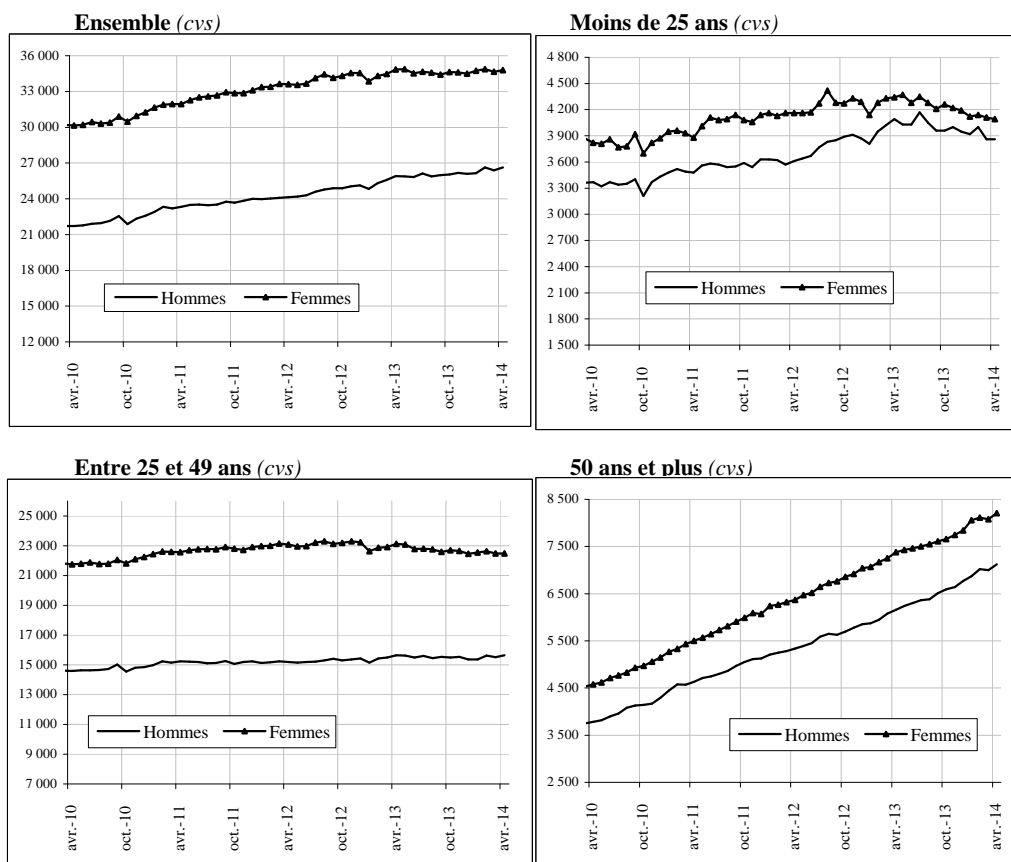 Ensemble (cvs)
36 000
33 000
30 000
27 000
24 000
21 000
18 000
15 000
12 000
Hommes Femmes
avr.-10
oct.-10
avr.-11
oct.-11
avr.-12
oct.-12
avr.-13
oct.-13
avr.-14
Moins de 25 ans (cvs)
4 800
4 500
4 200
3 900
3 600
3 300
3 000
2 700
2 400
2 100
1 800
1 500
Hommes Femmes
avr.-10
oct.-10
avr.-11
oct.-11
avr.-12
oct.-12
avr.-13
oct.-13
avr.-14
Entre 25 et 49 ans (cvs)
25 000
23 000
21 000
19 000
17 000
15 000
13 000
11 000
9 000
7 000
Hommes Femmes
avr.-10
oct.-10
avr.-11
oct.-11
avr.-12
oct.-12
avr.-13
oct.-13
avr.-14
50 ans et plus (cvs)
8 500
7 500
6 500
5 500
4 500
3 500
2 500
Hommes Femmes
avr.-10
oct.-10
avr.-11
oct.-11
avr.-12
oct.-12
avr.-13
oct.-13
avr.-14